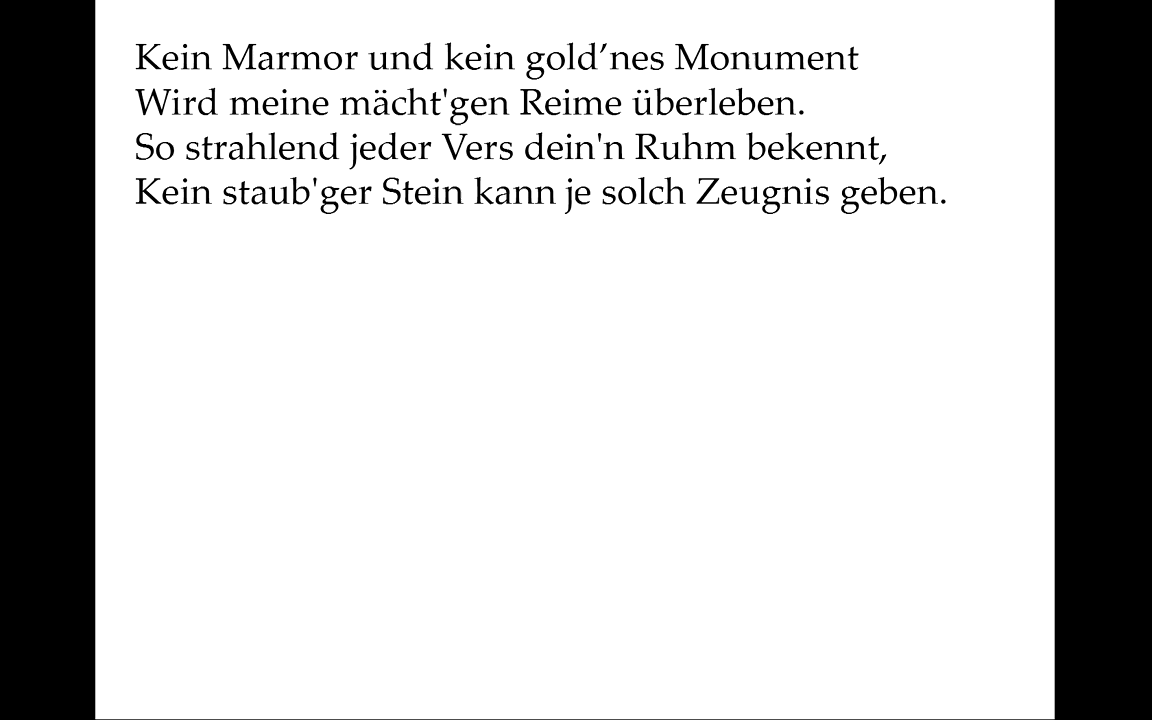 Kein Marmor und kein gold’nes Monument
Wird meine mächt'gen Reime überleben.
So strahlend jeder Vers dein'n Ruhm bekennt,
Kein staub'ger Stein kann je solch Zeugnis geben.